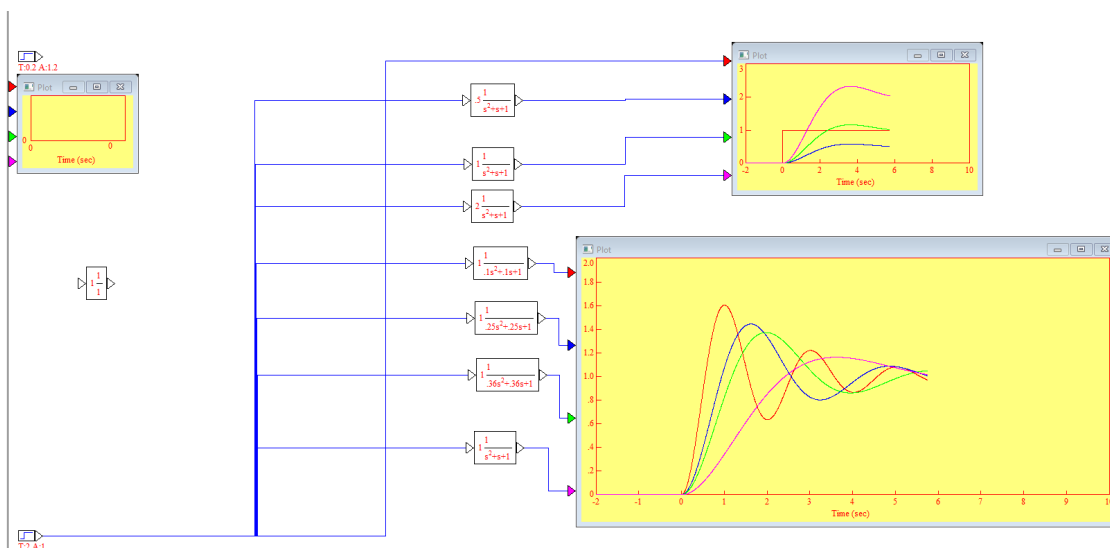 T:0.2 A:1.2
Plot
0
0
0
Time (sec)
1 1
1
.5 1
s²+s+1
1 1
s²+s+1
2 1
s²+s+1
1 1
.1s²+.1s+1
1 1
.25s²+.25s+1
1 1
.36s²+.36s+1
1 1
s²+s+1
Plot
3
2
1
0
-2 0 2 4 6 8 10
Time (sec)
Plot
2.0
1.8
1.6
1.4
1.2
1.0
.8
.6
.4
.2
0
-2 -1 0 1 2 3 4 5 6 7 8 9 10
Time (sec)
T:2 A:1